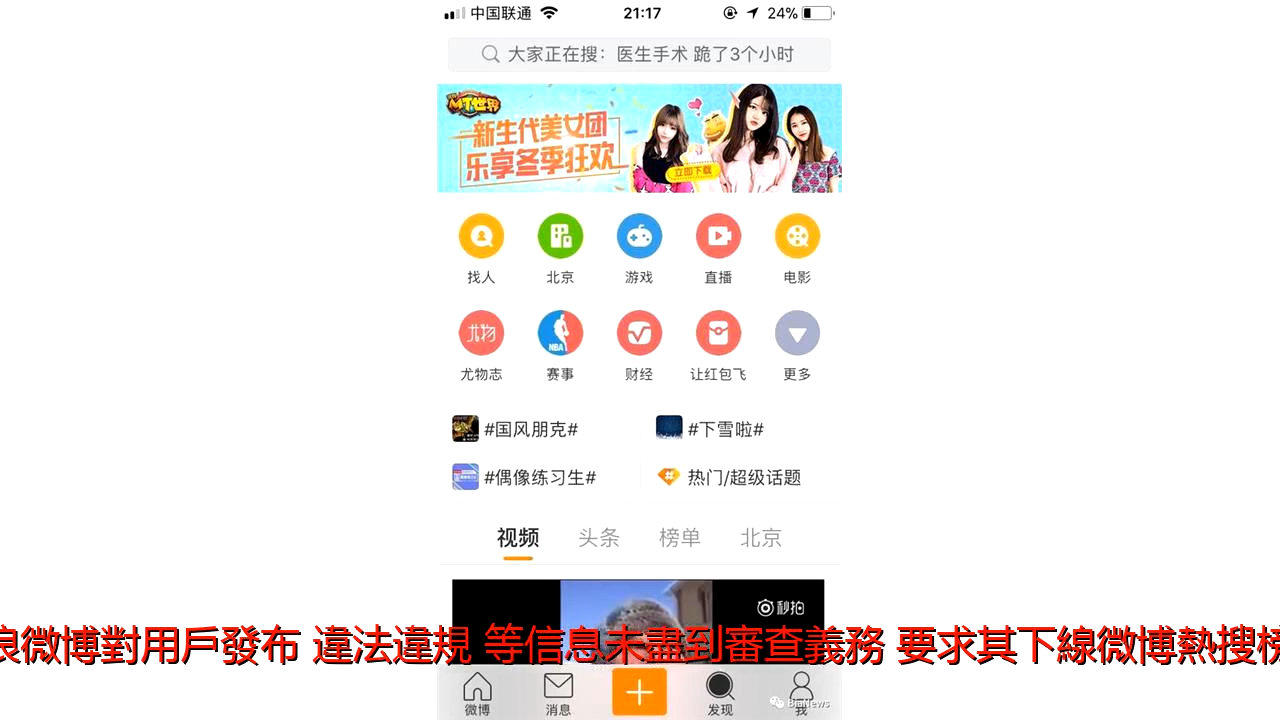 中国联通
21:17
24%
大家正在搜：医生手术 跪了3个小时
MT世界
新生代美女团
乐享冬季狂欢
立即下载
找人 北京 游戏 直播 电影
尤物 NBA
尤物志 赛事 财经 让红包飞 更多
#国风朋克# #下雪啦#
#偶像练习生# 热门/超级话题
视频 头条 榜单 北京
秒拍
浪微博對用戶發布 違法違規 等信息未盡到審查義務 要求其下線微博熱搜榜
微博 消息 发现 我
BiaNews